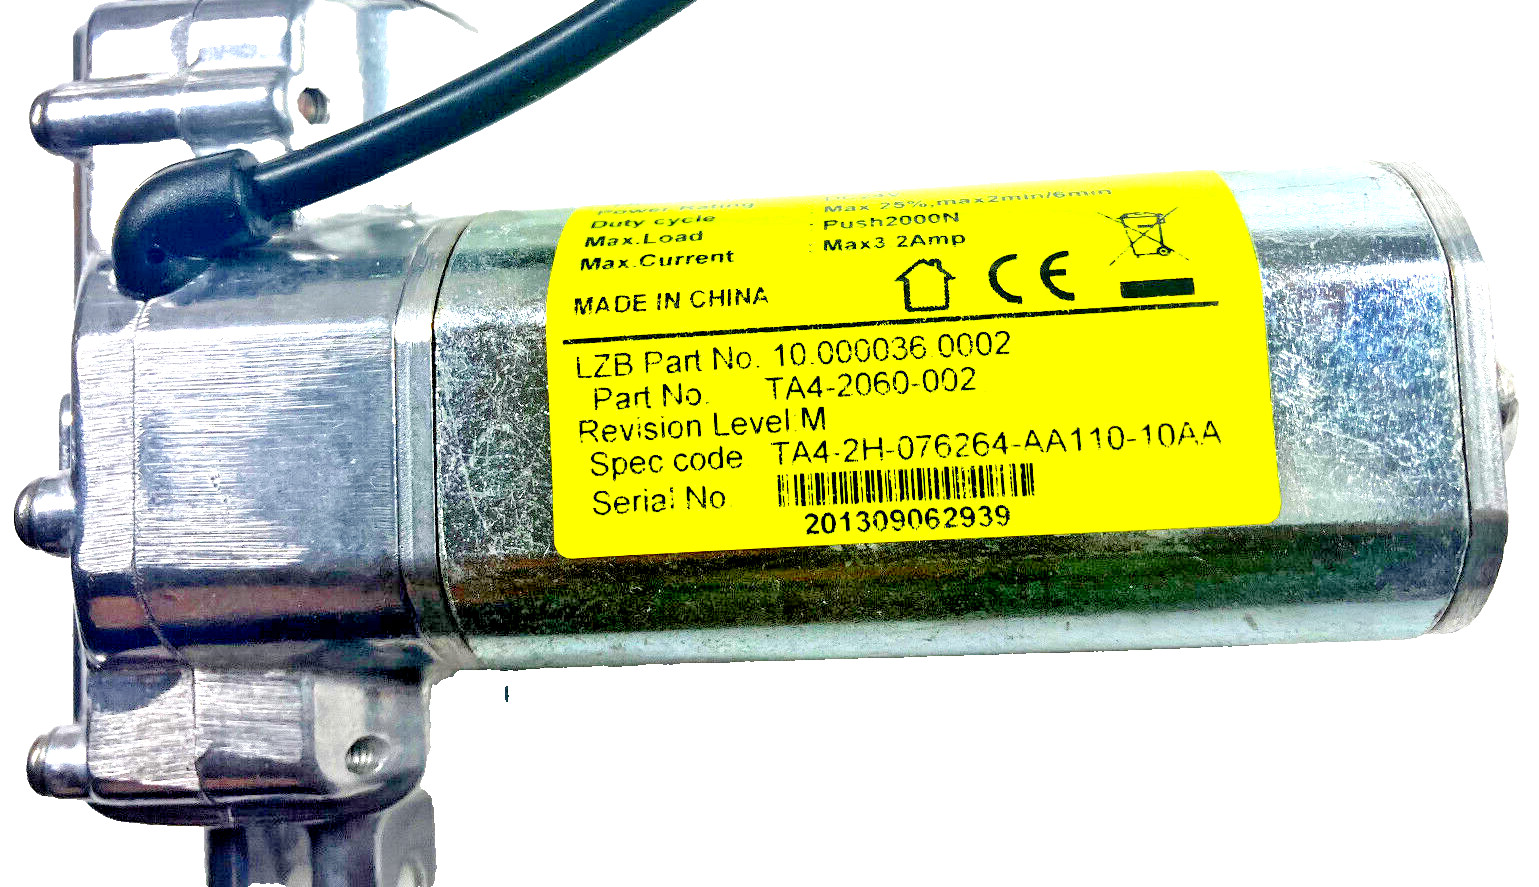 Power Rating
Duty cycle Max 25%,max2min/6min
Max.Load Push2000N
Max.Current Max3.2Amp
MADE IN CHINA CE
LZB Part No. 10.000036.0002
Part No. TA4-2060-002
Revision Level:M
Spec code TA4-2H-076264-AA110-10AA
Serial No.
201309062939